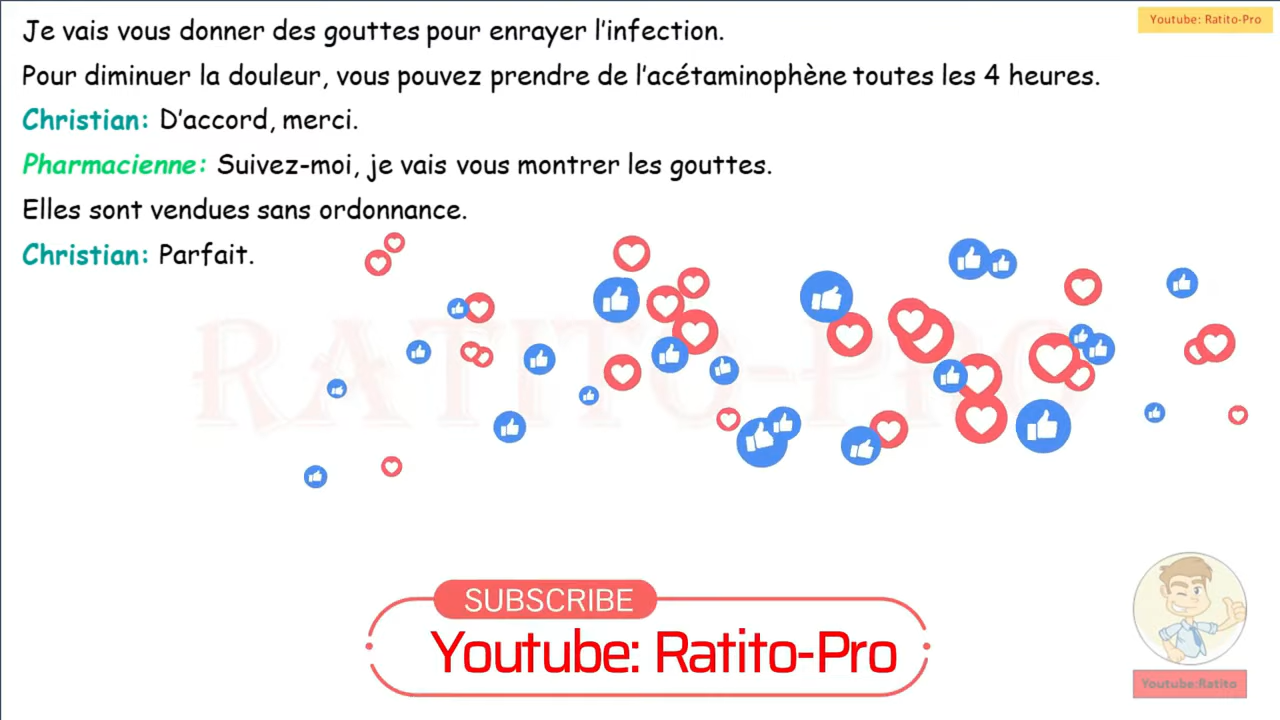 Je vais vous donner des gouttes pour enrayer l'infection.
Youtube: Ratito-Pro
Pour diminuer la douleur, vous pouvez prendre de l'acétaminophène toutes les 4 heures.
Christian: D'accord, merci.
Pharmacienne: Suivez-moi, je vais vous montrer les gouttes.
Elles sont vendues sans ordonnance.
Christian: Parfait.
RATITO-PRO
SUBSCRIBE
Youtube: Ratito-Pro
Youtube:Ratito